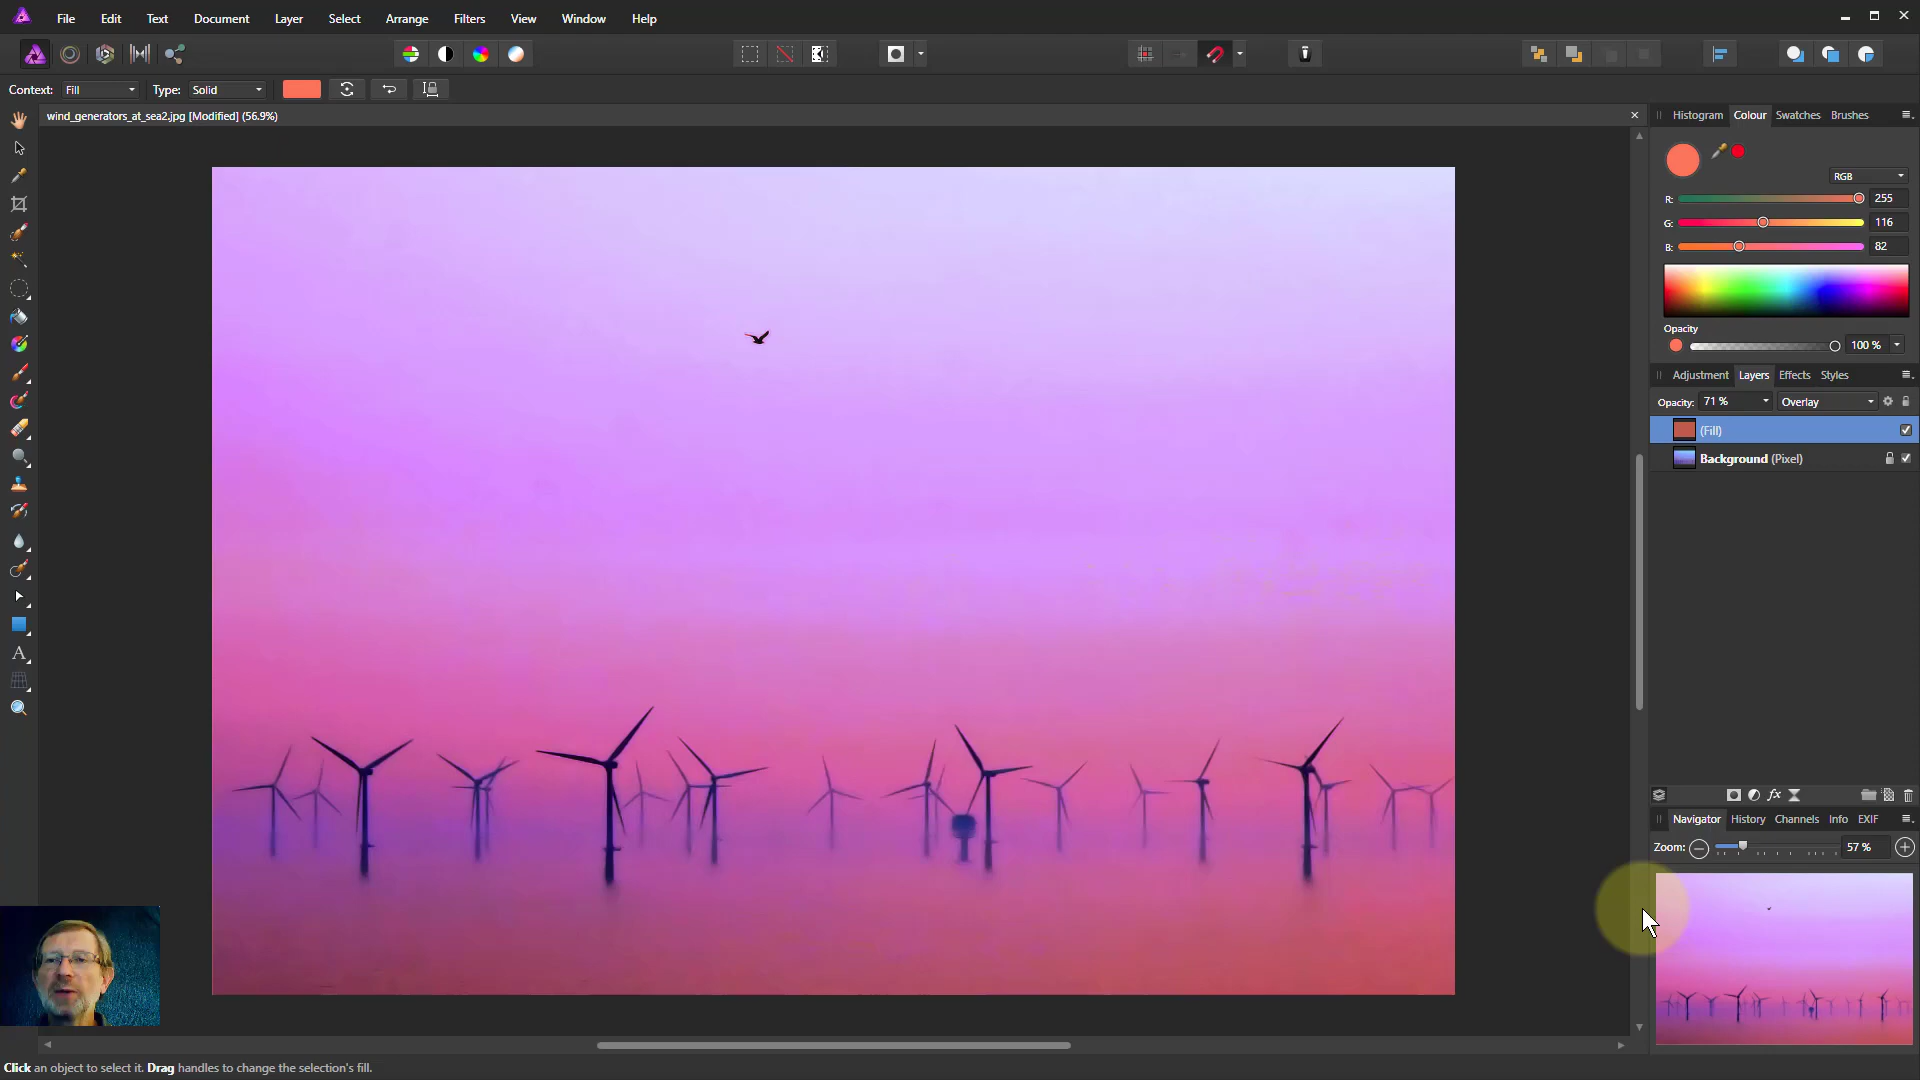 File Edit Text Document Layer Select Arrange Filters View Window Help
Context: Fill Type: Solid
wind_generators_at_sea2.jpg [Modified] (56.9%)
Histogram Colour Swatches Brushes
RGB
R: 255
G: 116
B: 82
Opacity
100 %
Adjustment Layers Effects Styles
Opacity: 71 % Overlay
(Fill)
Background (Pixel)
fx
Navigator History Channels Info EXIF
Zoom: 57 %
A
Click an object to select it. Drag handles to change the selection's fill.